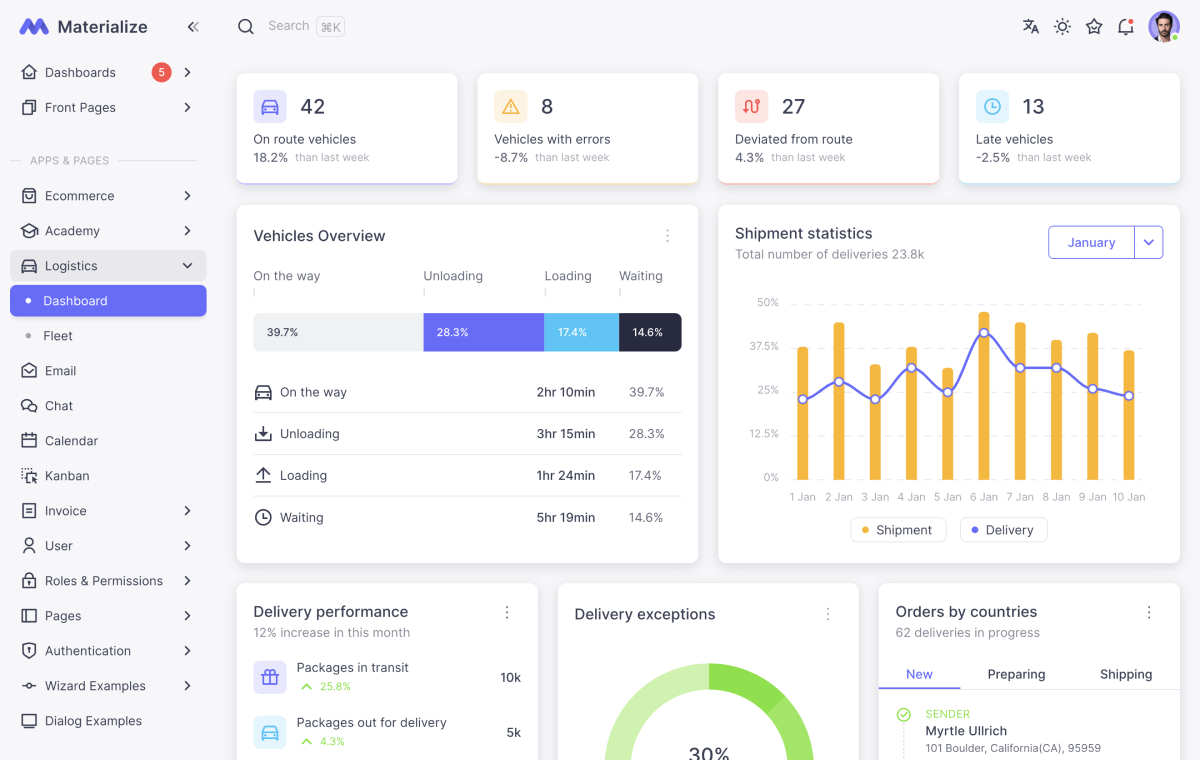 Materialize
Search ⌘K
Dashboards 5
Front Pages
APPS & PAGES
Ecommerce
Academy
Logistics
Dashboard
Fleet
Email
Chat
Calendar
Kanban
Invoice
User
Roles & Permissions
Pages
Authentication
Wizard Examples
Dialog Examples
42
On route vehicles
18.2% than last week
8
Vehicles with errors
-8.7% than last week
27
Deviated from route
4.3% than last week
13
Late vehicles
-2.5% than last week
Vehicles Overview
On the way Unloading Loading Waiting
39.7% 28.3% 17.4% 14.6%
On the way 2hr 10min 39.7%
Unloading 3hr 15min 28.3%
Loading 1hr 24min 17.4%
Waiting 5hr 19min 14.6%
Shipment statistics
Total number of deliveries 23.8k
January
50%
37.5%
25%
12.5%
0%
1 Jan 2 Jan 3 Jan 4 Jan 5 Jan 6 Jan 7 Jan 8 Jan 9 Jan 10 Jan
Shipment Delivery
Delivery performance
12% increase in this month
Packages in transit
25.8%
10k
Packages out for delivery
4.3%
5k
Delivery exceptions
30%
Orders by countries
62 deliveries in progress
New Preparing Shipping
SENDER
Myrtle Ullrich
101 Boulder, California(CA), 95959